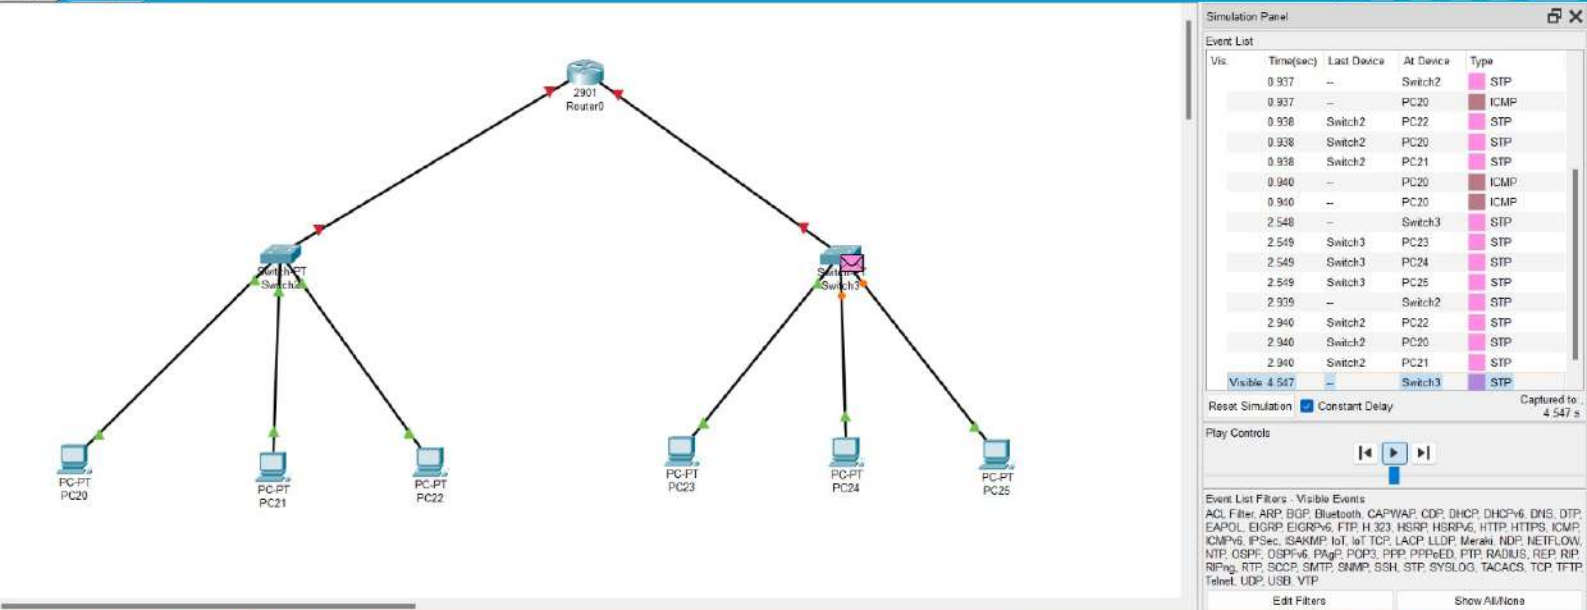 2901
Router0
Switch-PT
Switch2
Switch3
PC-PT
PC20
PC-PT
PC21
PC-PT
PC22
PC-PT
PC23
PC-PT
PC24
PC-PT
PC25
Simulation Panel
Event List
Vis. Time(sec) Last Device At Device Type
0.937 -- Switch2 STP
0.937 -- PC20 ICMP
0.938 Switch2 PC22 STP
0.938 Switch2 PC20 STP
0.938 Switch2 PC21 STP
0.940 -- PC20 ICMP
0.940 -- PC20 ICMP
2.548 -- Switch3 STP
2.549 Switch3 PC23 STP
2.549 Switch3 PC24 STP
2.549 Switch3 PC25 STP
2.939 -- Switch2 STP
2.940 Switch2 PC22 STP
2.940 Switch2 PC20 STP
2.940 Switch2 PC21 STP
Visible 4.547 -- Switch3 STP
Reset Simulation Constant Delay Captured to:
4.547 s
Play Controls
Event List Filters - Visible Events
ACL Filter, ARP, BGP, Bluetooth, CAPWAP, CDP, DHCP, DHCPv6, DNS, DTP,
EAPOL, EIGRP, EIGRPv6, FTP, H.323, HSRP, HSRPv6, HTTP, HTTPS, ICMP,
ICMPv6, IPSec, ISAKMP, IoT, IoT TCP, LACP, LLDP, Meraki, NDP, NETFLOW,
NTP, OSPF, OSPFv6, PAgP, POP3, PPP, PPPoED, PTP, RADIUS, REP, RIP,
RIPng, RTP, SCCP, SMTP, SNMP, SSH, STP, SYSLOG, TACACS, TCP, TFTP,
Telnet, UDP, USB, VTP
Edit Filters Show All/None